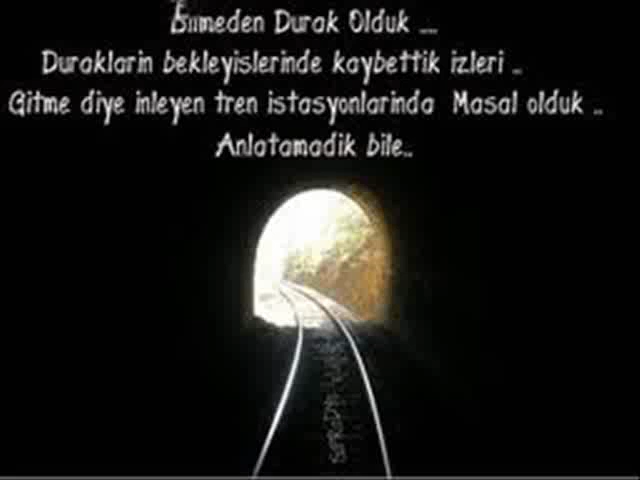 Bilmeden Durak Olduk ....
Duraklarin bekleyislerinde kaybettik izleri ..
Gitme diye inleyen tren istasyonlarinda Masal olduk ..
Anlatamadik bile..